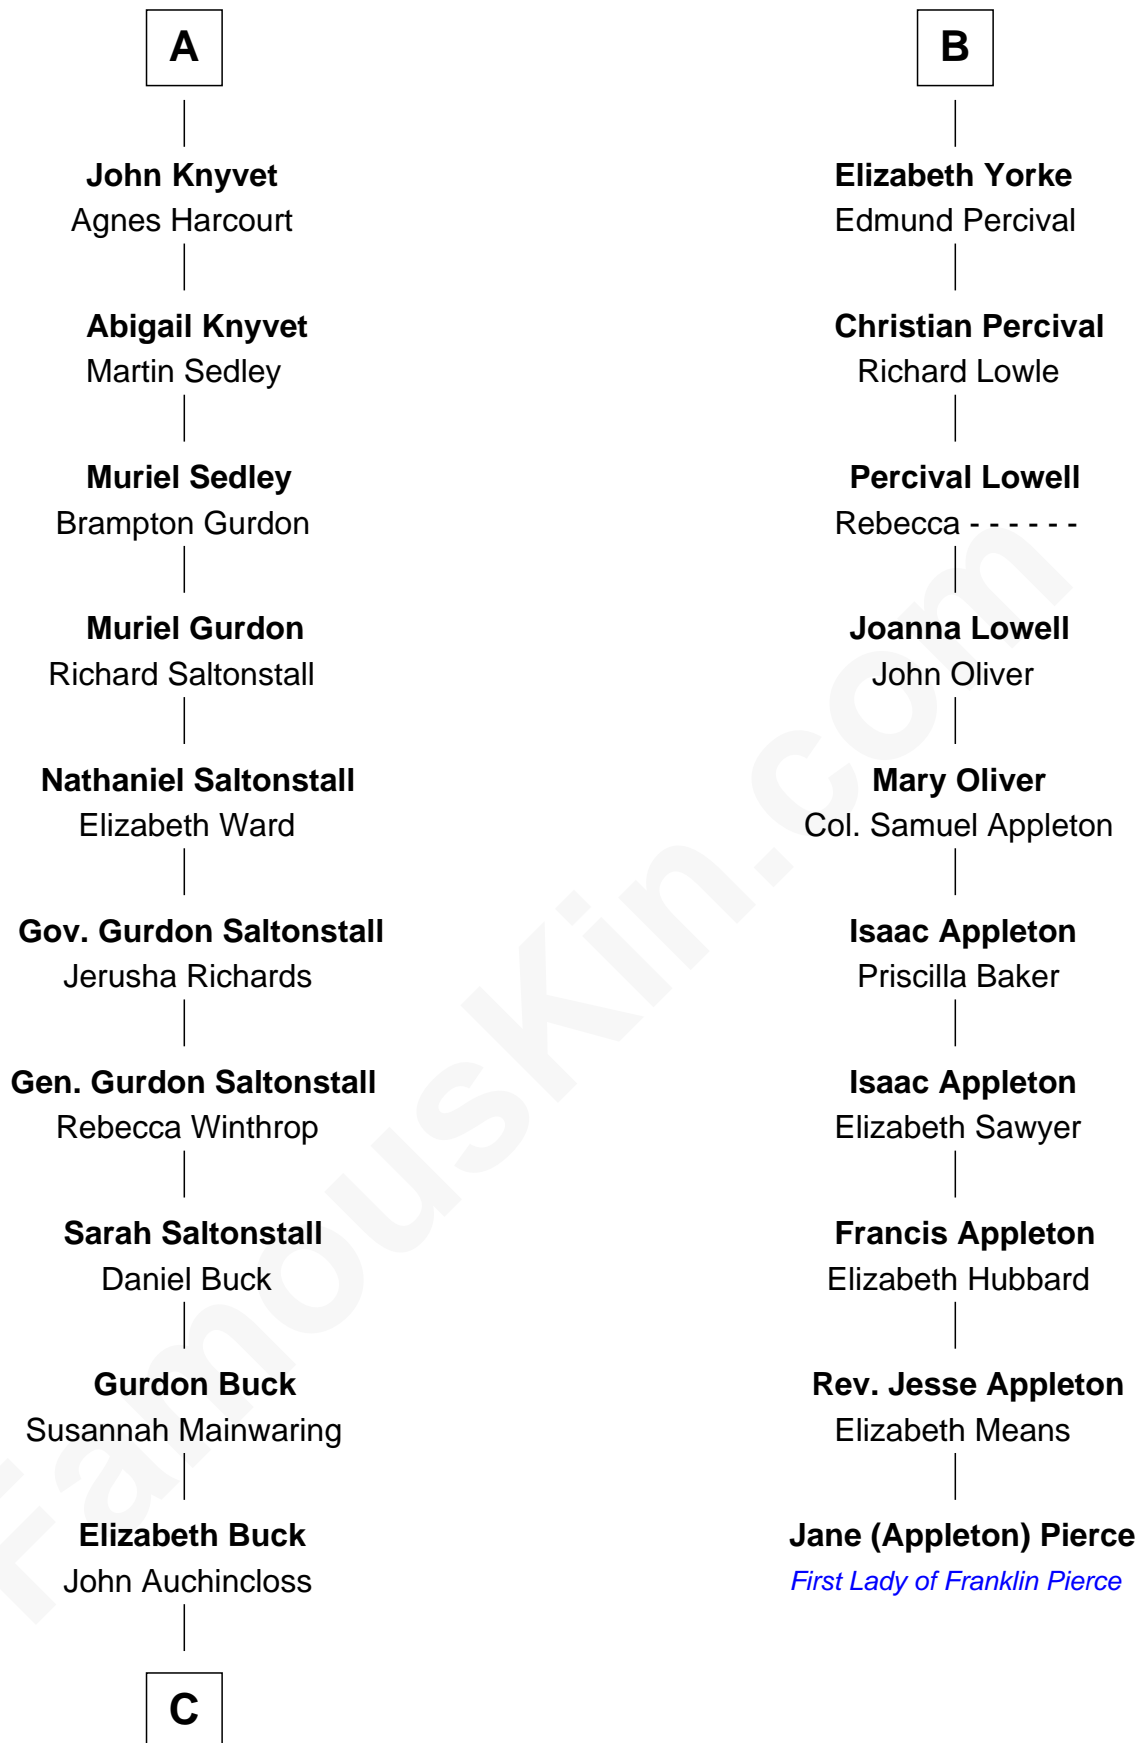 A
John Knyvet
Agnes Harcourt
Abigail Knyvet
Martin Sedley
Muriel Sedley
Brampton Gurdon
Muriel Gurdon
Richard Saltonstall
Nathaniel Saltonstall
Elizabeth Ward
Gov. Gurdon Saltonstall
Jerusha Richards
Gen. Gurdon Saltonstall
Rebecca Winthrop
Sarah Saltonstall
Daniel Buck
Gurdon Buck
Susannah Mainwaring
Elizabeth Buck
John Auchincloss
C
B
Elizabeth Yorke
Edmund Percival
Christian Percival
Richard Lowle
Percival Lowell
Rebecca - - - - - -
Joanna Lowell
John Oliver
Mary Oliver
Col. Samuel Appleton
Isaac Appleton
Priscilla Baker
Isaac Appleton
Elizabeth Sawyer
Francis Appleton
Elizabeth Hubbard
Rev. Jesse Appleton
Elizabeth Means
Jane (Appleton) Pierce
First Lady of Franklin Pierce
FamousKin.com